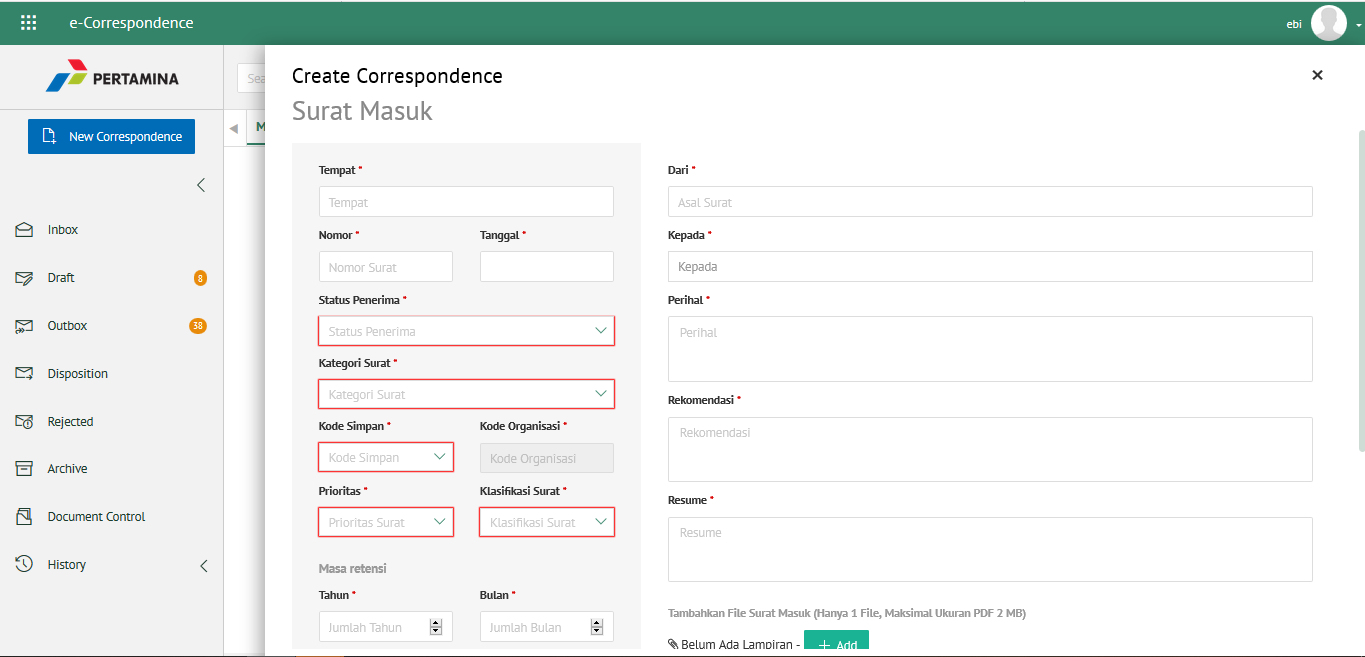 e-Correspondence
ebi
PERTAMINA
New Correspondence
Inbox
Draft
8
Outbox
38
Disposition
Rejected
Archive
Document Control
History
Sea
M
Create Correspondence
Surat Masuk
Tempat *
Tempat
Nomor *
Tanggal *
Nomor Surat
Status Penerima *
Status Penerima
Kategori Surat *
Kategori Surat
Kode Simpan *
Kode Organisasi *
Kode Simpan
Kode Organisasi
Prioritas *
Klasifikasi Surat *
Prioritas Surat
Klasifikasi Surat
Masa retensi
Tahun *
Bulan *
Jumlah Tahun
Jumlah Bulan
Dari *
Asal Surat
Kepada *
Kepada
Perihal *
Perihal
Rekomendasi *
Rekomendasi
Resume *
Resume
Tambahkan File Surat Masuk (Hanya 1 File, Maksimal Ukuran PDF 2 MB)
Belum Ada Lampiran -
+ Add